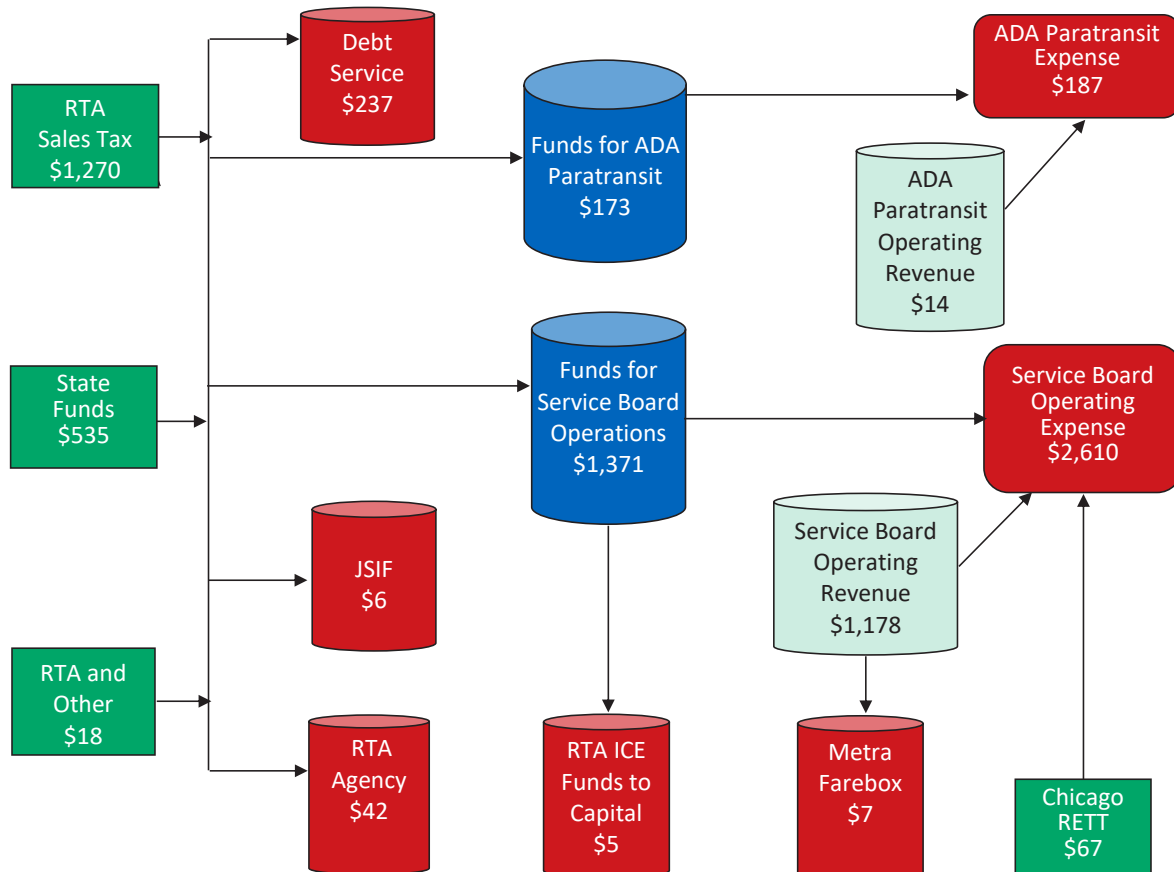 Debt
Service
$237
ADA Paratransit
Expense
$187
RTA
Sales Tax
$1,270
Funds for ADA
Paratransit
$173
ADA
Paratransit
Operating
Revenue
$14
State
Funds
$535
Funds for
Service Board
Operations
$1,371
Service Board
Operating
Expense
$2,610
JSIF
$6
Service Board
Operating
Revenue
$1,178
RTA and
Other
$18
RTA
Agency
$42
RTA ICE
Funds to
Capital
$5
Metra
Farebox
$7
Chicago
RETT
$67